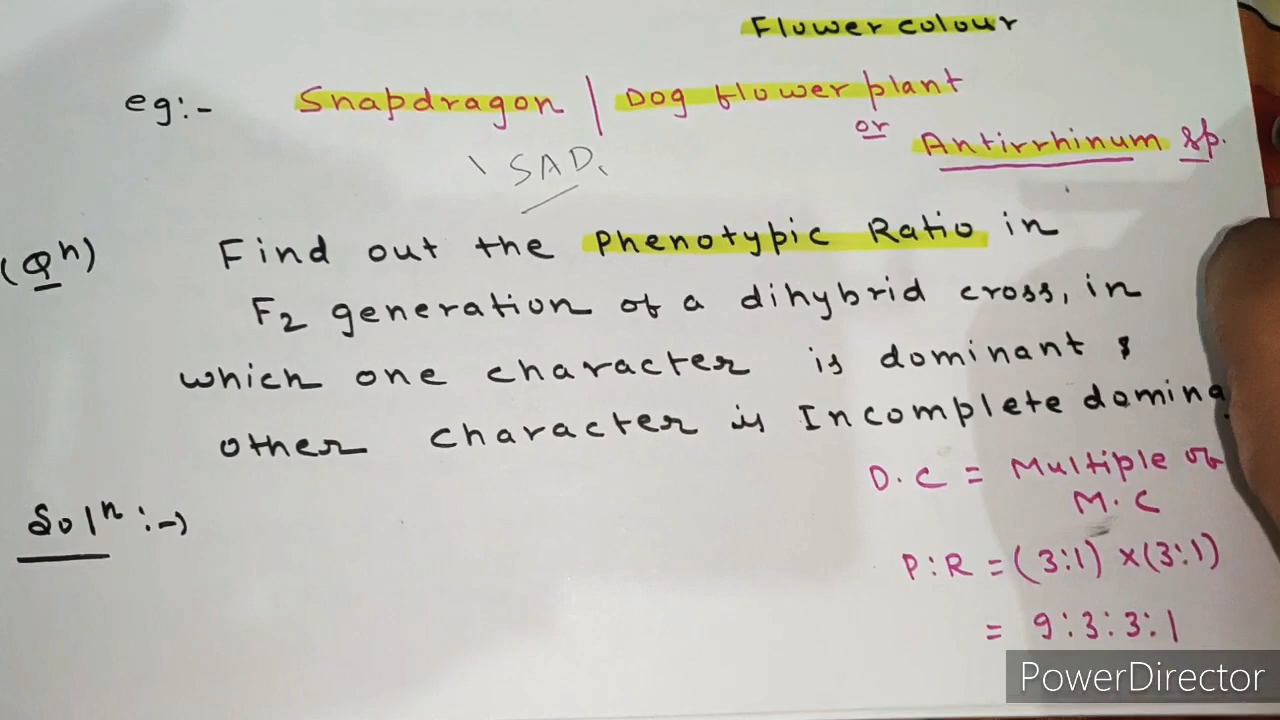 Flower colour
eg:- Snapdragon | Dog flower plant
or Antirrhinum sp.
\ SAD.
(Qn) Find out the Phenotypic Ratio in
F2 generation of a dihybrid cross, in
which one character is dominant &
other character is Incomplete domina
D.C = Multiple of
M.C
Soln :-)
P:R = (3:1) x (3:1)
= 9:3:3:1
PowerDirector